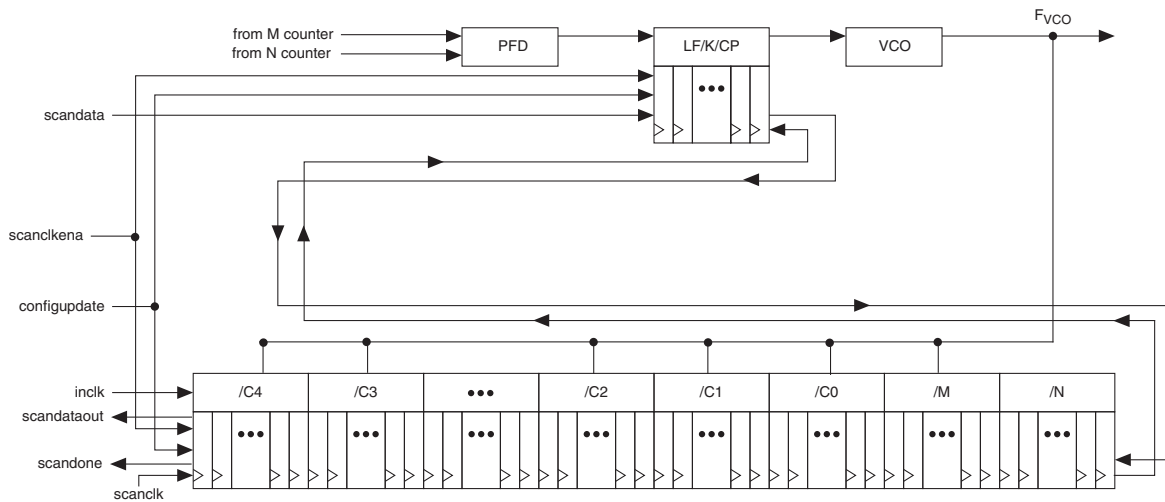 FVCO
from M counter
from N counter
PFD
LF/K/CP
VCO
scandata
scanclkena
configupdate
inclk
/C4
/C3
/C2
/C1
/C0
/M
/N
scandataout
scandone
scanclk